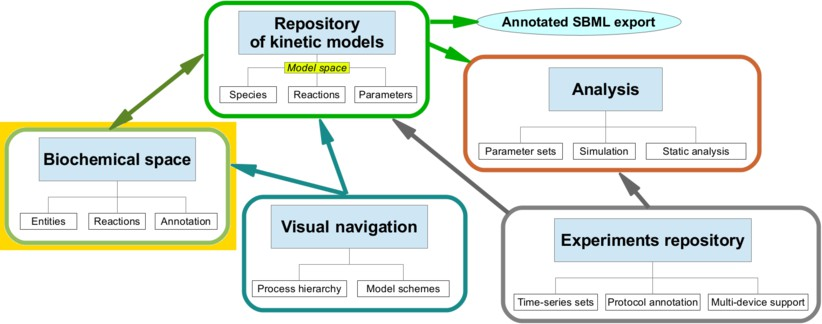 Repository
of kinetic models
Model space
Species
Reactions
Parameters
Annotated SBML export
Analysis
Parameter sets
Simulation
Static analysis
Biochemical space
Entities
Reactions
Annotation
Visual navigation
Process hierarchy
Model schemes
Experiments repository
Time-series sets
Protocol annotation
Multi-device support